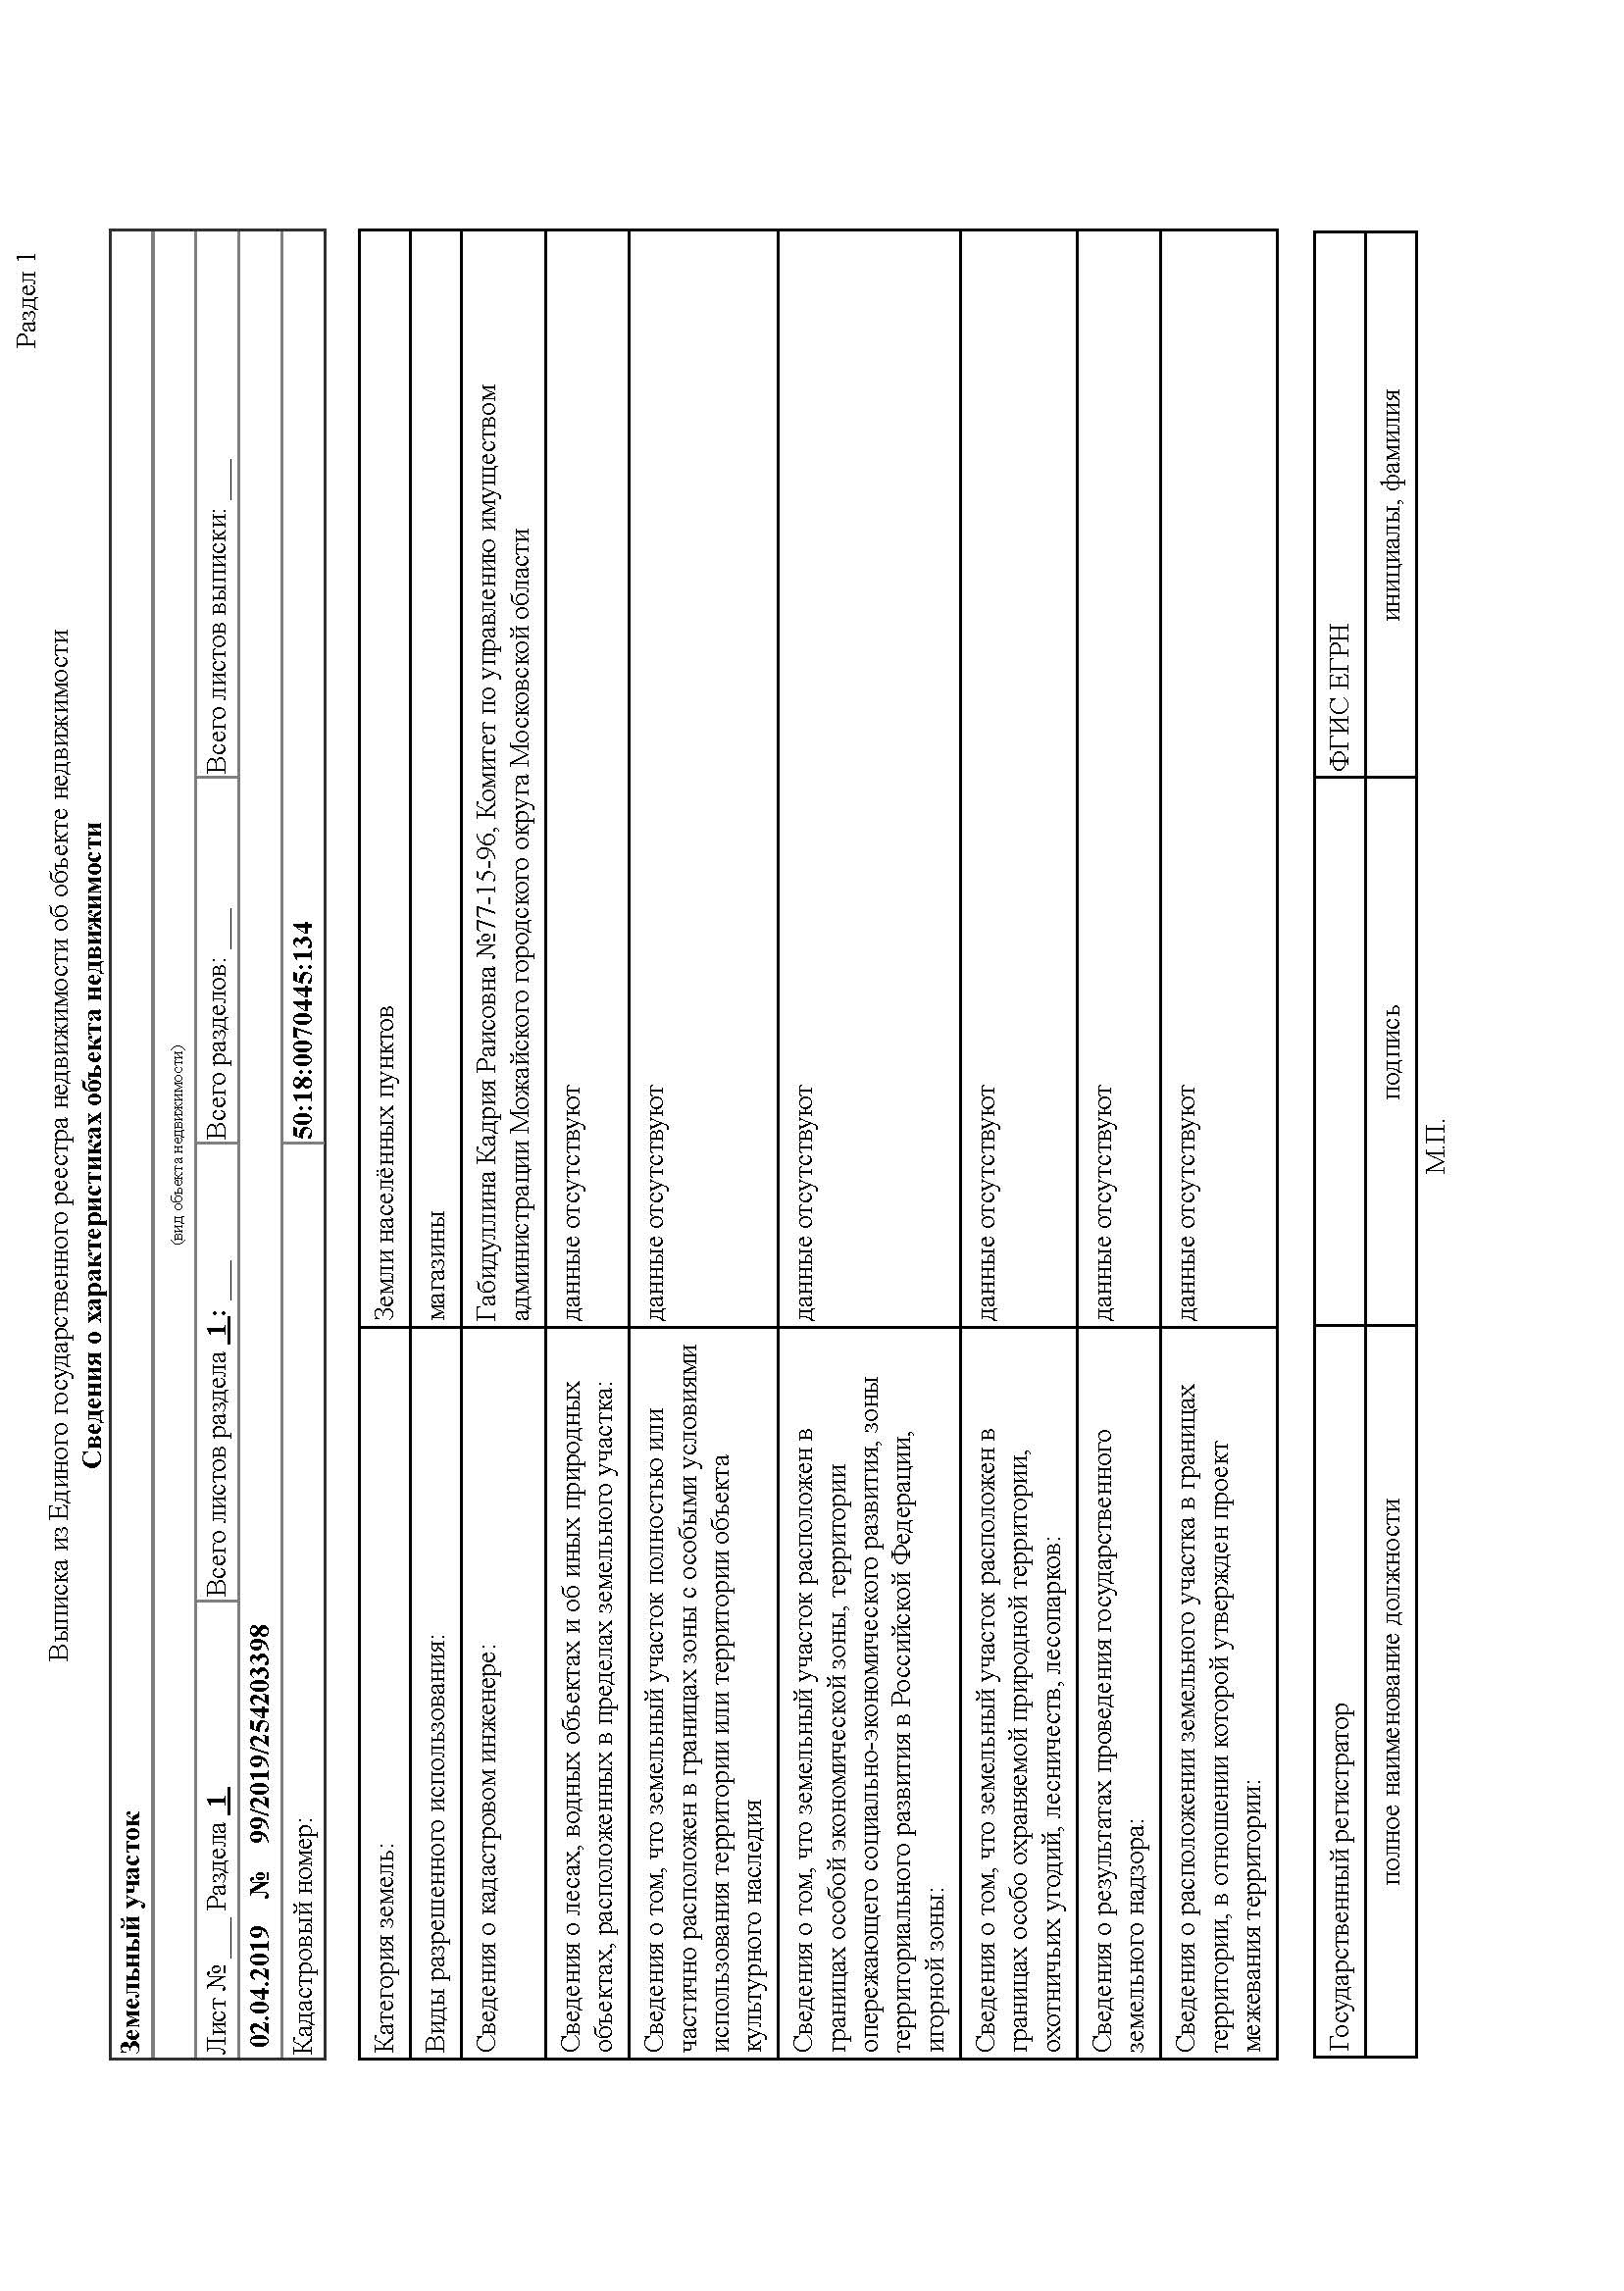 Раздел 1
Выписка из Единого государственного реестра недвижимости об объекте недвижимости
Сведения о характеристиках объекта недвижимости
Земельный участок
(вид объекта недвижимости)
Лист № ___ Раздела 1 Всего листов раздела 1: ___ Всего разделов: ___ Всего листов выписки: ___
02.04.2019 № 99/2019/254203398
Кадастровый номер: 50:18:0070445:134
Категория земель: Земли населённых пунктов
Виды разрешенного использования: магазины
Сведения о кадастровом инженере: Габидуллина Кадрия Раисовна №77-15-96, Комитет по управлению имуществом
администрации Можайского городского округа Московской области
Сведения о лесах, водных объектах и об иных природных данные отсутствуют
объектах, расположенных в пределах земельного участка:
Сведения о том, что земельный участок полностью или данные отсутствуют
частично расположен в границах зоны с особыми условиями
использования территории или территории объекта
культурного наследия
Сведения о том, что земельный участок расположен в данные отсутствуют
границах особой экономической зоны, территории
опережающего социально-экономического развития, зоны
территориального развития в Российской Федерации,
игорной зоны:
Сведения о том, что земельный участок расположен в данные отсутствуют
границах особо охраняемой природной территории,
охотничьих угодий, лесничеств, лесопарков:
Сведения о результатах проведения государственного данные отсутствуют
земельного надзора:
Сведения о расположении земельного участка в границах данные отсутствуют
территории, в отношении которой утвержден проект
межевания территории:
Государственный регистратор ФГИС ЕГРН
полное наименование должности подпись инициалы, фамилия
М.П.